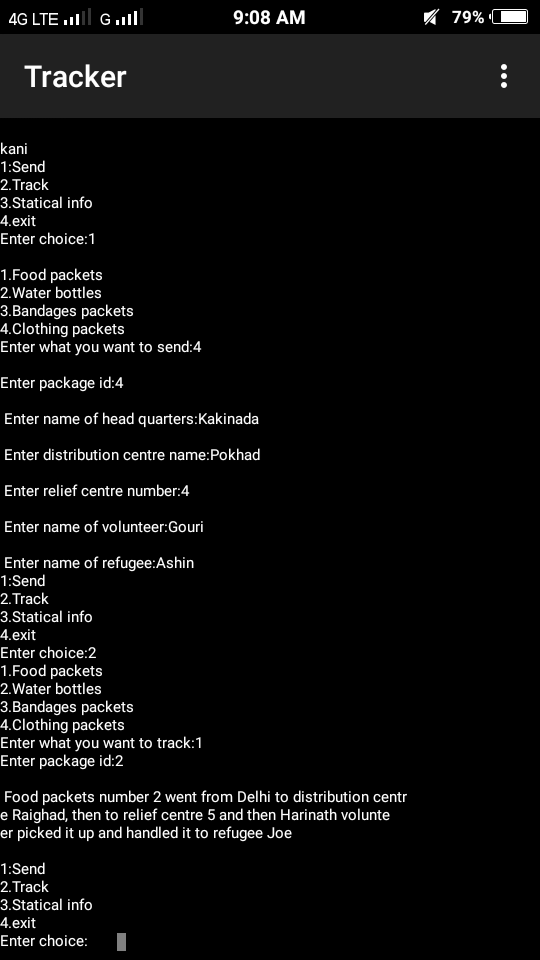 4G LTE G 9:08 AM 79%
Tracker
kani
1:Send
2.Track
3.Statical info
4.exit
Enter choice:1
1.Food packets
2.Water bottles
3.Bandages packets
4.Clothing packets
Enter what you want to send:4
Enter package id:4
Enter name of head quarters:Kakinada
Enter distribution centre name:Pokhad
Enter relief centre number:4
Enter name of volunteer:Gouri
Enter name of refugee:Ashin
1:Send
2.Track
3.Statical info
4.exit
Enter choice:2
1.Food packets
2.Water bottles
3.Bandages packets
4.Clothing packets
Enter what you want to track:1
Enter package id:2
Food packets number 2 went from Delhi to distribution centr
e Raighad, then to relief centre 5 and then Harinath volunte
er picked it up and handled it to refugee Joe
1:Send
2.Track
3.Statical info
4.exit
Enter choice: